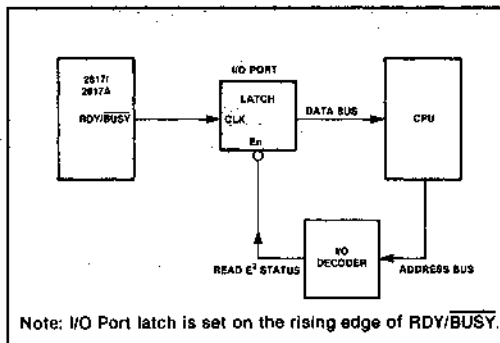 I/O PORT
2817/
2817A
RDY/BUSY
LATCH
CLK
En
DATA BUS
CPU
READ E² STATUS
I/O
DECODER
ADDRESS BUS
Note: I/O Port latch is set on the rising edge of RDY/BUSY.